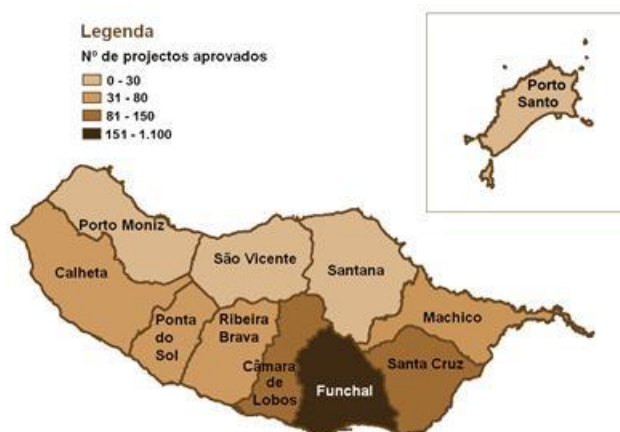 Legenda
Nº de projectos aprovados
0 - 30
31 - 80
81 - 150
151 - 1.100
Porto
Santo
Porto Moniz
São Vicente
Santana
Calheta
Ponta
do
Sol
Ribeira
Brava
Câmara
de
Lobos
Funchal
Machico
Santa Cruz